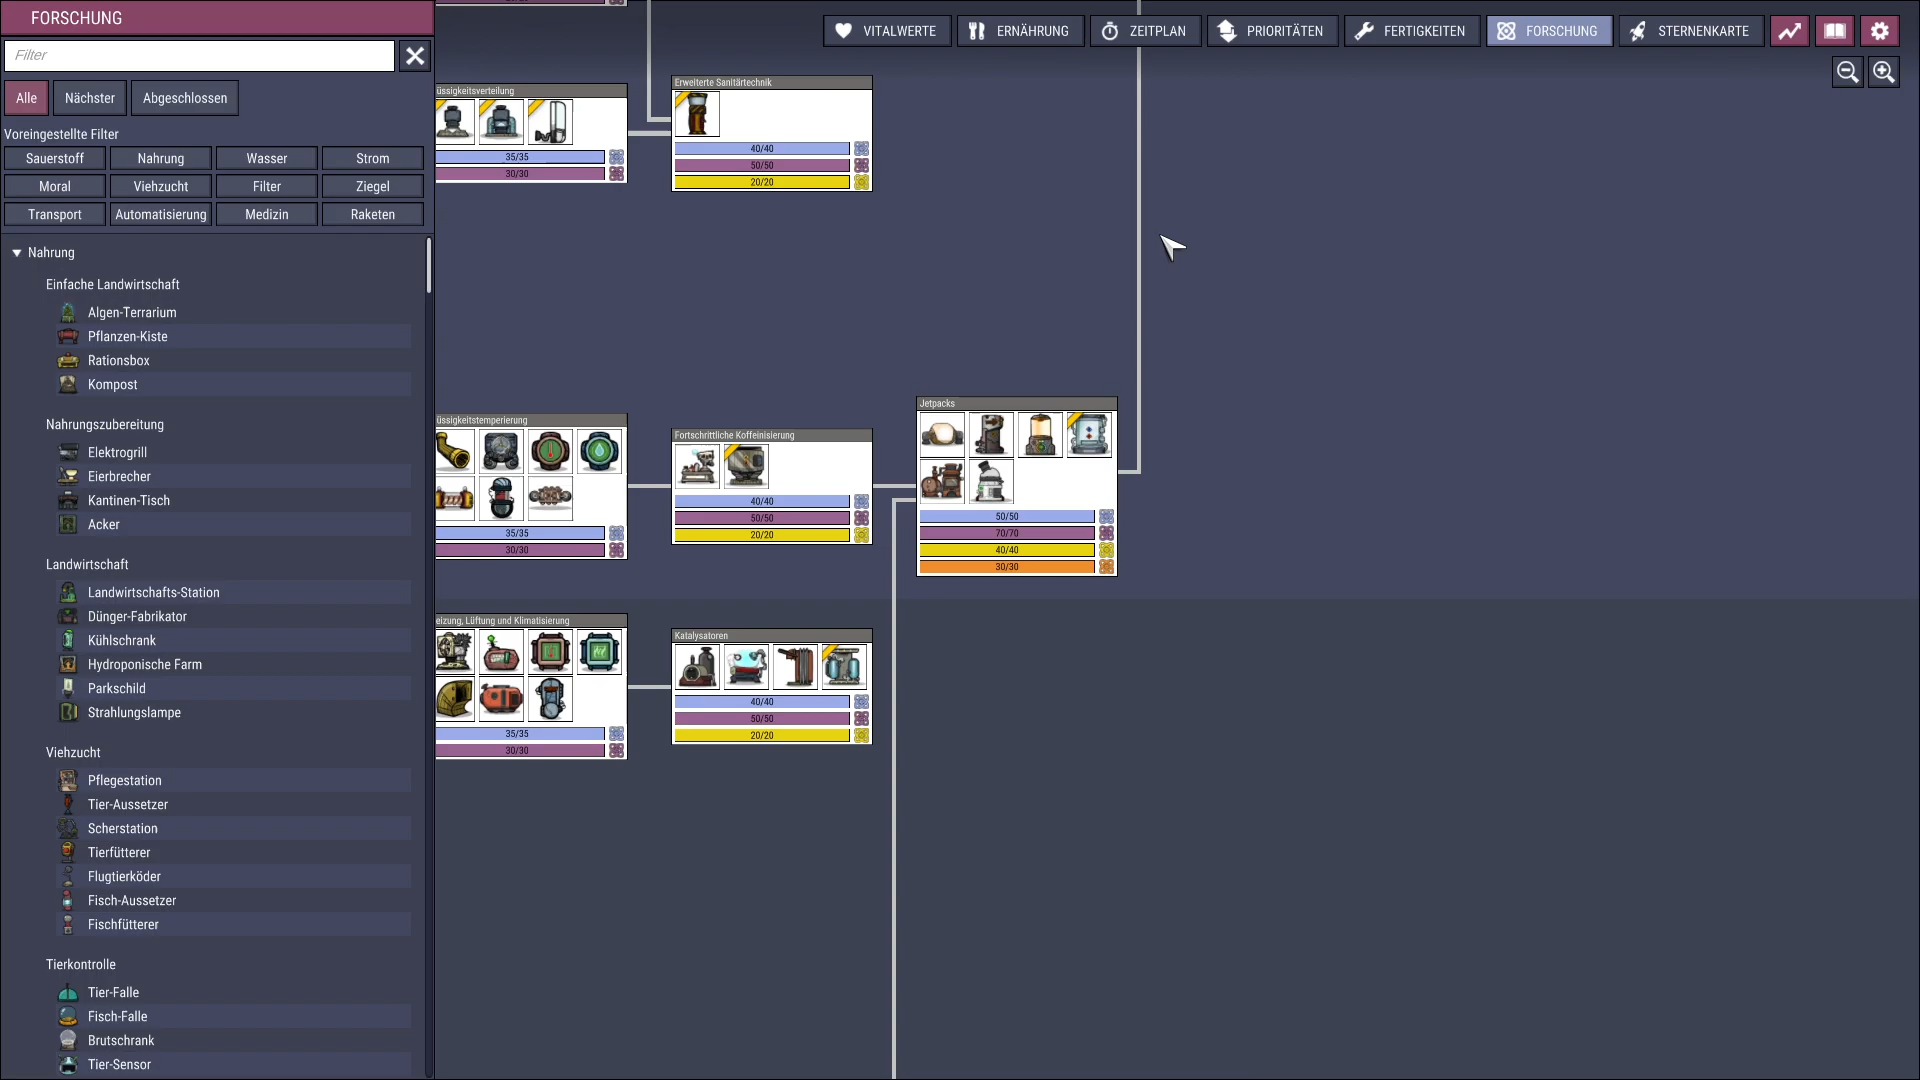 FORSCHUNG
VITALWERTE
ERNÄHRUNG
ZEITPLAN
PRIORITÄTEN
FERTIGKEITEN
FORSCHUNG
STERNENKARTE
Filter
Alle
Nächster
Abgeschlossen
Voreingestellte Filter
Sauerstoff
Nahrung
Wasser
Strom
Moral
Viehzucht
Filter
Ziegel
Transport
Automatisierung
Medizin
Raketen
Nahrung
Einfache Landwirtschaft
Algen-Terrarium
Pflanzen-Kiste
Rationsbox
Kompost
Nahrungszubereitung
Elektrogrill
Eierbrecher
Kantinen-Tisch
Acker
Landwirtschaft
Landwirtschafts-Station
Dünger-Fabrikator
Kühlschrank
Hydroponische Farm
Parkschild
Strahlungslampe
Viehzucht
Pflegestation
Tier-Aussetzer
Scherstation
Tierfütterer
Flugtierköder
Fisch-Aussetzer
Fischfütterer
Tierkontrolle
Tier-Falle
Fisch-Falle
Brutschrank
Tier-Sensor
üssigkeitsverteilung
35/35
30/30
Erweiterte Sanitärtechnik
40/40
50/50
20/20
üssigkeitstemperierung
35/35
30/30
Fortschrittliche Koffeinisierung
40/40
50/50
20/20
Jetpacks
50/50
70/70
40/40
30/30
eizung, Lüftung und Klimatisierung
35/35
30/30
Katalysatoren
40/40
50/50
20/20